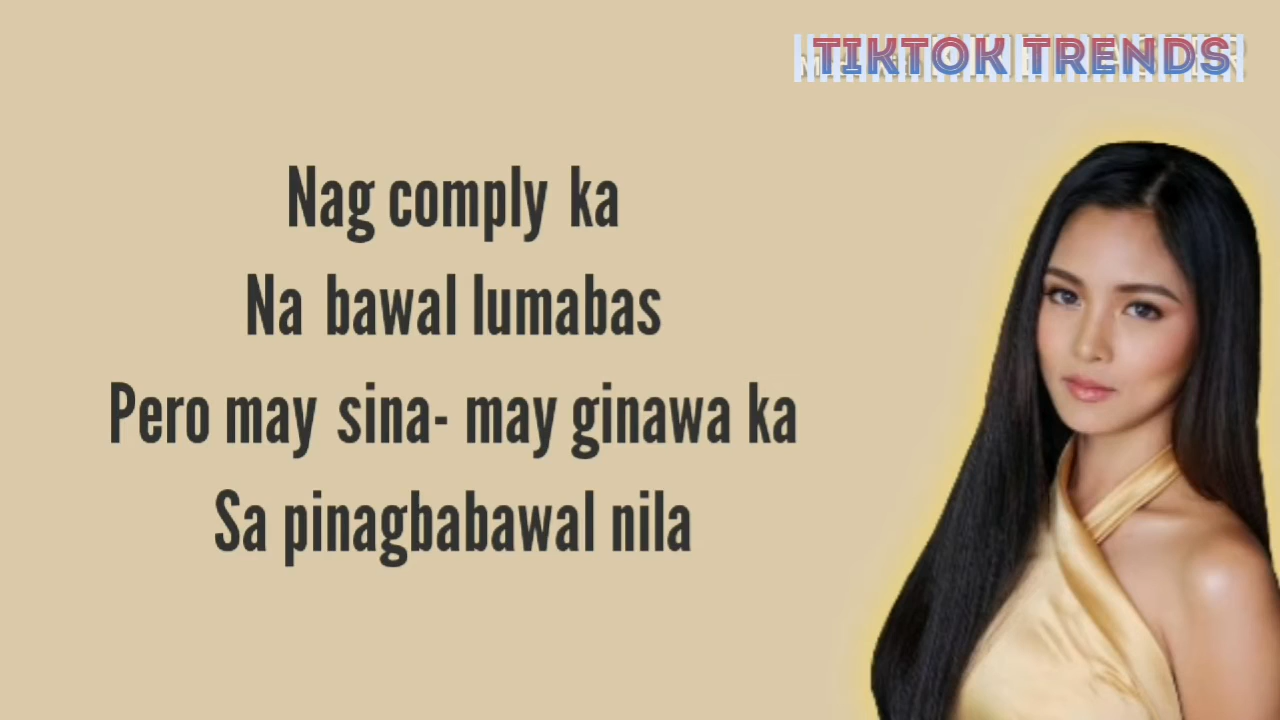 TIKTOK TRENDS
Nag comply ka
Na bawal lumabas
Pero may sina- may ginawa ka
Sa pinagbabawal nila